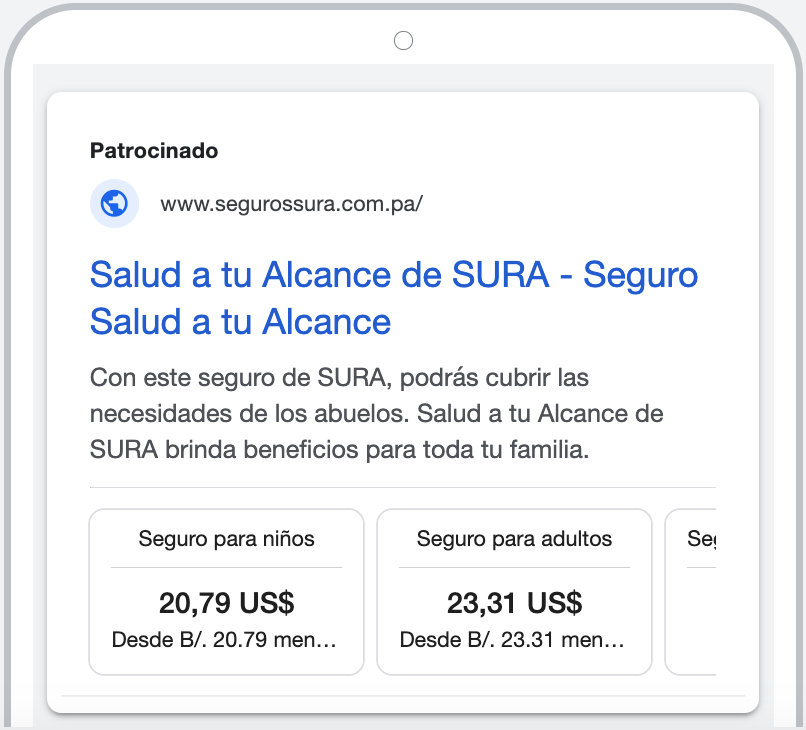 Patrocinado
www.segurossura.com.pa/
Salud a tu Alcance de SURA - Seguro
Salud a tu Alcance
Con este seguro de SURA, podrás cubrir las
necesidades de los abuelos. Salud a tu Alcance de
SURA brinda beneficios para toda tu familia.
Seguro para niños
20,79 US$
Desde B/. 20.79 men…
Seguro para adultos
23,31 US$
Desde B/. 23.31 men…